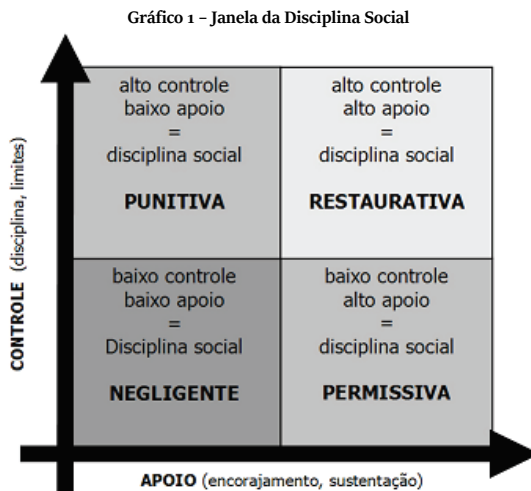 Gráfico 1 – Janela da Disciplina Social
CONTROLE (disciplina, limites)
alto controle
baixo apoio
=
disciplina social
PUNITIVA
alto controle
alto apoio
=
disciplina social
RESTAURATIVA
baixo controle
baixo apoio
=
Disciplina social
NEGLIGENTE
baixo controle
alto apoio
=
disciplina social
PERMISSIVA
APOIO (encorajamento, sustentação)